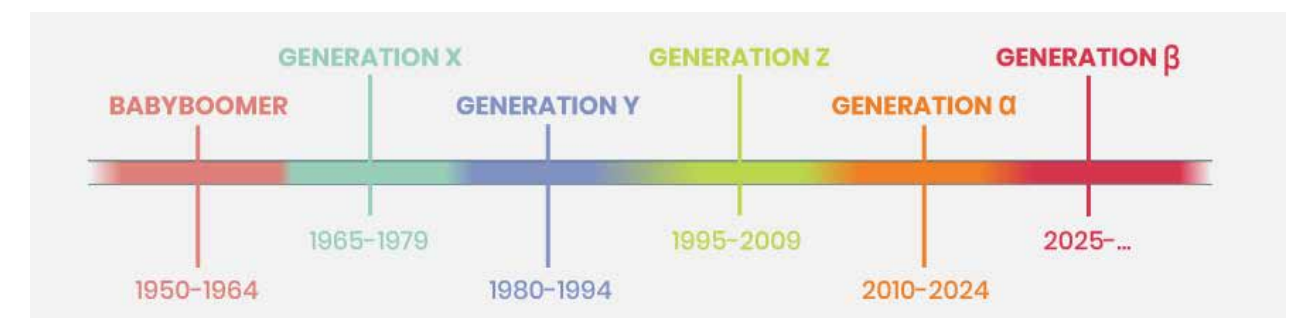 GENERATION X
GENERATION Z
GENERATION β
BABYBOOMER
GENERATION Y
GENERATION α
1965-1979
1995-2009
2025-...
1950-1964
1980-1994
2010-2024